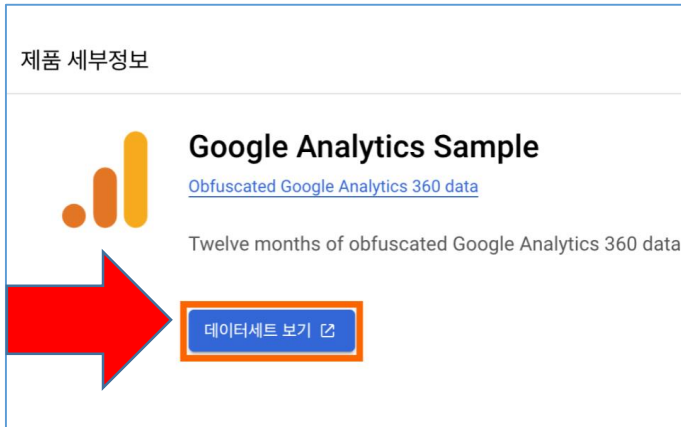 제품 세부정보
Google Analytics Sample
Obfuscated Google Analytics 360 data
Twelve months of obfuscated Google Analytics 360 data
데이터세트 보기